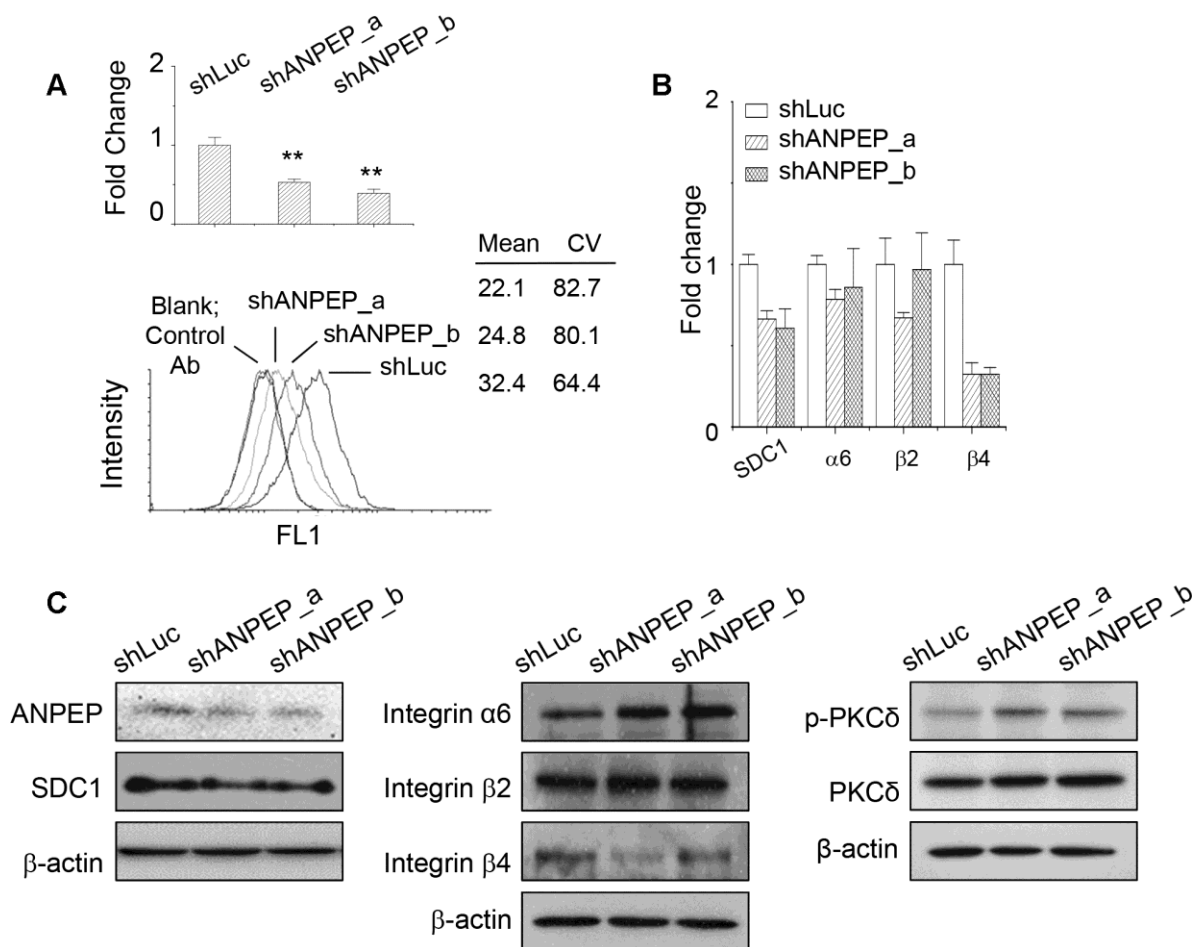 A
shLuc
shANPEP_a
shANPEP_b
Fold Change
2
1
0
**
**
Mean CV
22.1 82.7
24.8 80.1
32.4 64.4
Blank;
Control
Ab
shANPEP_a
shANPEP_b
shLuc
Intensity
FL1
B
shLuc
shANPEP_a
shANPEP_b
Fold change
2
1
0
SDC1
α6
β2
β4
C
shLuc
shANPEP_a
shANPEP_b
ANPEP
SDC1
β-actin
shLuc
shANPEP_a
shANPEP_b
Integrin α6
Integrin β2
Integrin β4
β-actin
shLuc
shANPEP_a
shANPEP_b
p-PKCδ
PKCδ
β-actin